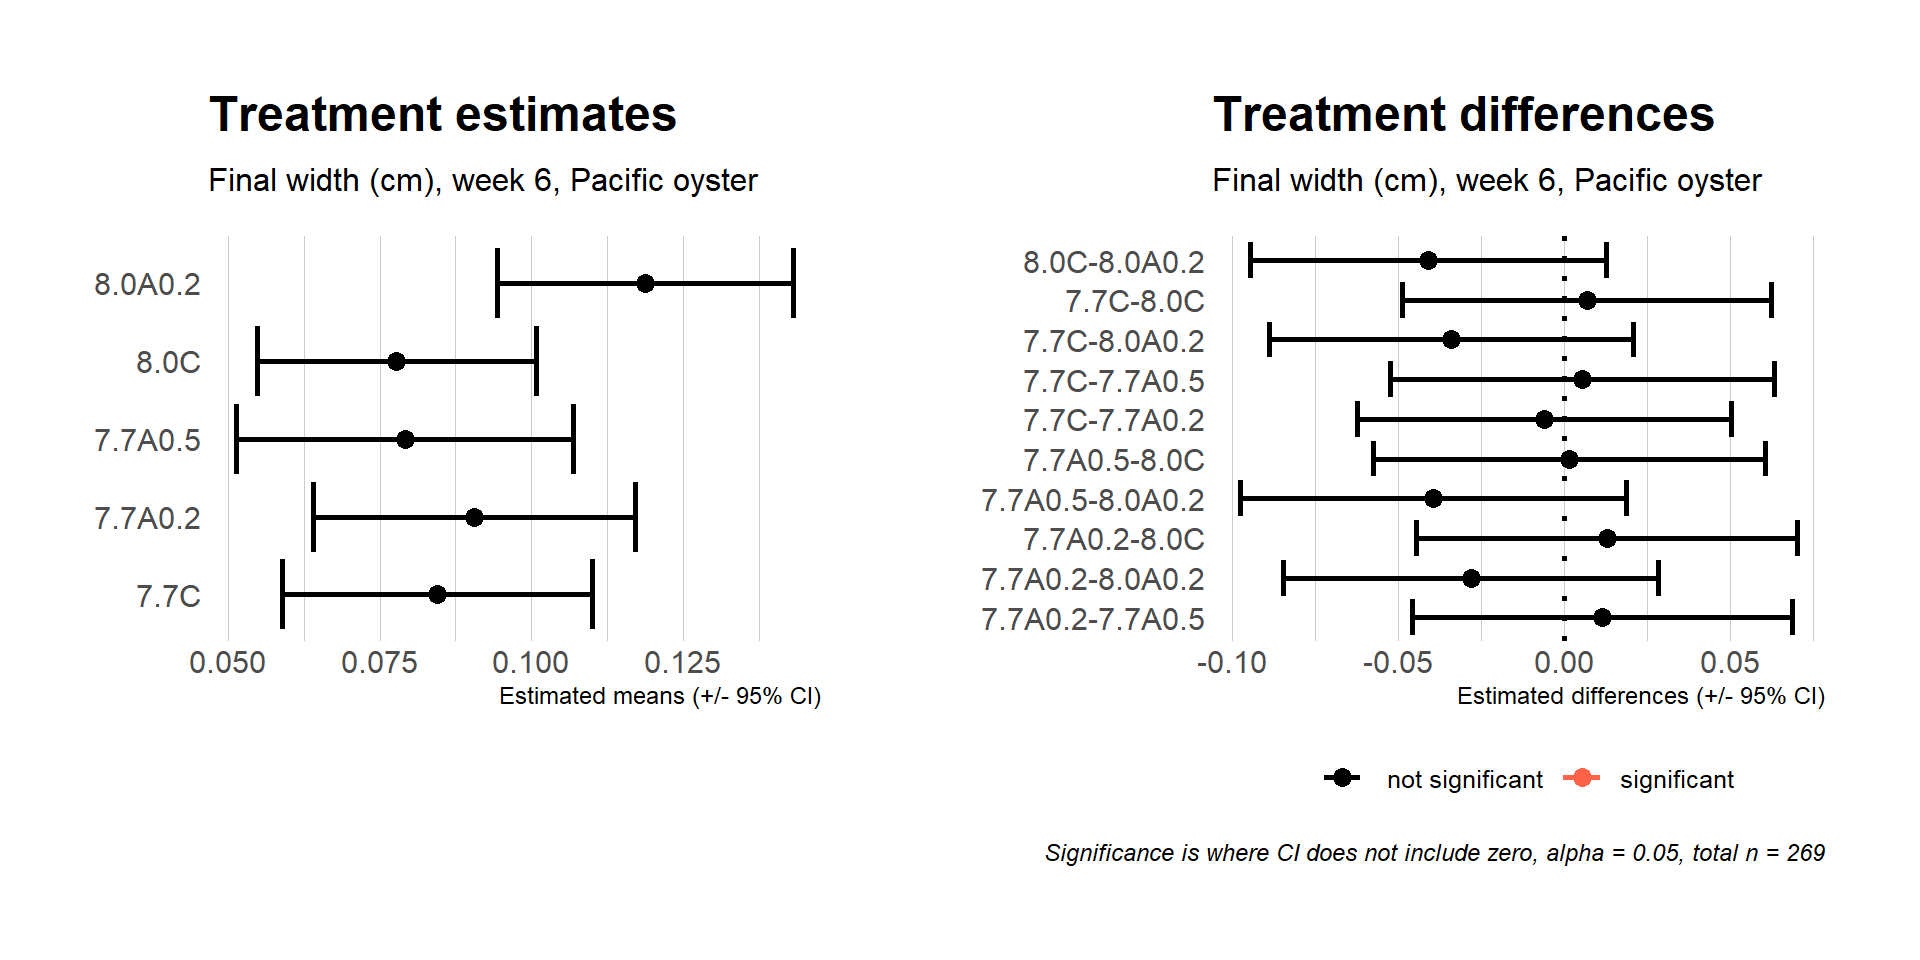 Treatment estimates
Final width (cm), week 6, Pacific oyster
8.0A0.2
8.0C
7.7A0.5
7.7A0.2
7.7C
0.050 0.075 0.100 0.125
Estimated means (+/- 95% CI)
Treatment differences
Final width (cm), week 6, Pacific oyster
8.0C-8.0A0.2
7.7C-8.0C
7.7C-8.0A0.2
7.7C-7.7A0.5
7.7C-7.7A0.2
7.7A0.5-8.0C
7.7A0.5-8.0A0.2
7.7A0.2-8.0C
7.7A0.2-8.0A0.2
7.7A0.2-7.7A0.5
-0.10 -0.05 0.00 0.05
Estimated differences (+/- 95% CI)
not significant significant
Significance is where CI does not include zero, alpha = 0.05, total n = 269